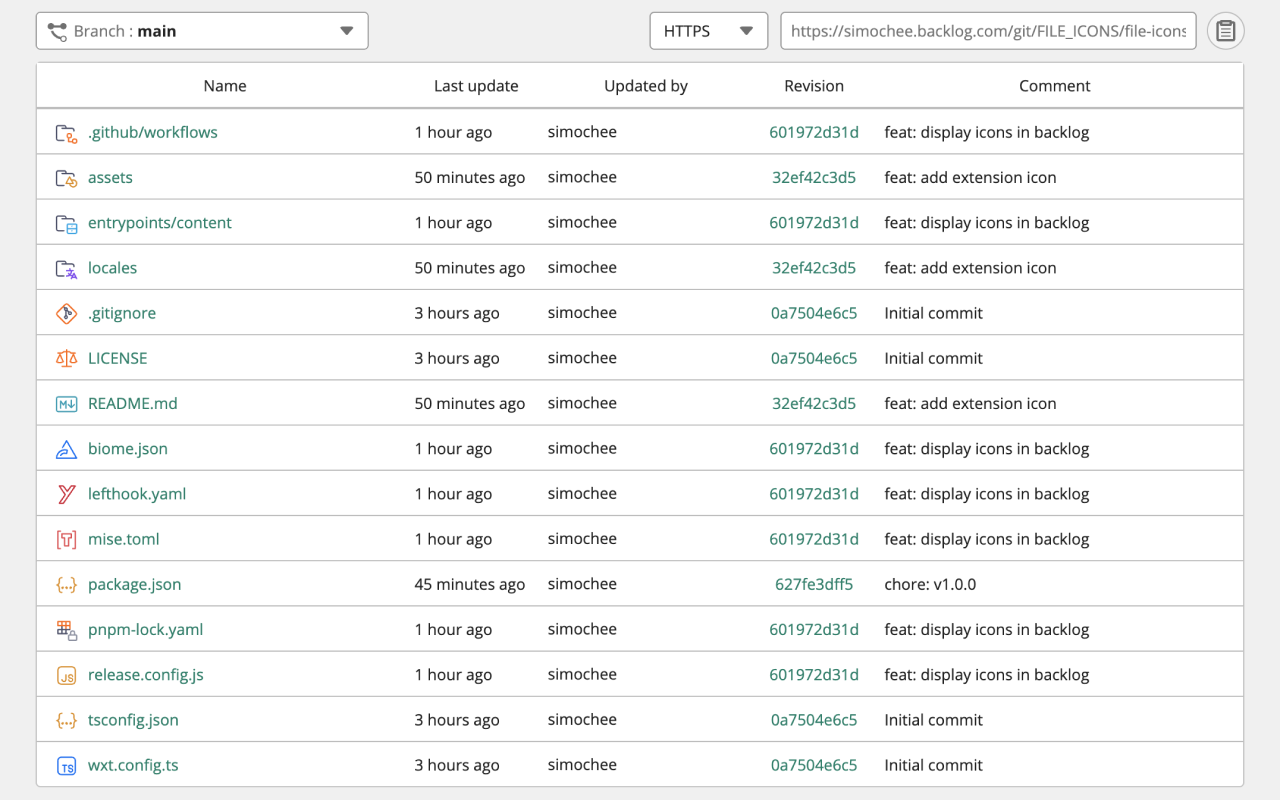 Branch : main HTTPS https://simochee.backlog.com/git/FILE_ICONS/file-icons
Name Last update Updated by Revision Comment
.github/workflows 1 hour ago simochee 601972d31d feat: display icons in backlog
assets 50 minutes ago simochee 32ef42c3d5 feat: add extension icon
entrypoints/content 1 hour ago simochee 601972d31d feat: display icons in backlog
locales 50 minutes ago simochee 32ef42c3d5 feat: add extension icon
.gitignore 3 hours ago simochee 0a7504e6c5 Initial commit
LICENSE 3 hours ago simochee 0a7504e6c5 Initial commit
README.md 50 minutes ago simochee 32ef42c3d5 feat: add extension icon
biome.json 1 hour ago simochee 601972d31d feat: display icons in backlog
lefthook.yaml 1 hour ago simochee 601972d31d feat: display icons in backlog
mise.toml 1 hour ago simochee 601972d31d feat: display icons in backlog
package.json 45 minutes ago simochee 627fe3dff5 chore: v1.0.0
pnpm-lock.yaml 1 hour ago simochee 601972d31d feat: display icons in backlog
release.config.js 1 hour ago simochee 601972d31d feat: display icons in backlog
tsconfig.json 3 hours ago simochee 0a7504e6c5 Initial commit
wxt.config.ts 3 hours ago simochee 0a7504e6c5 Initial commit